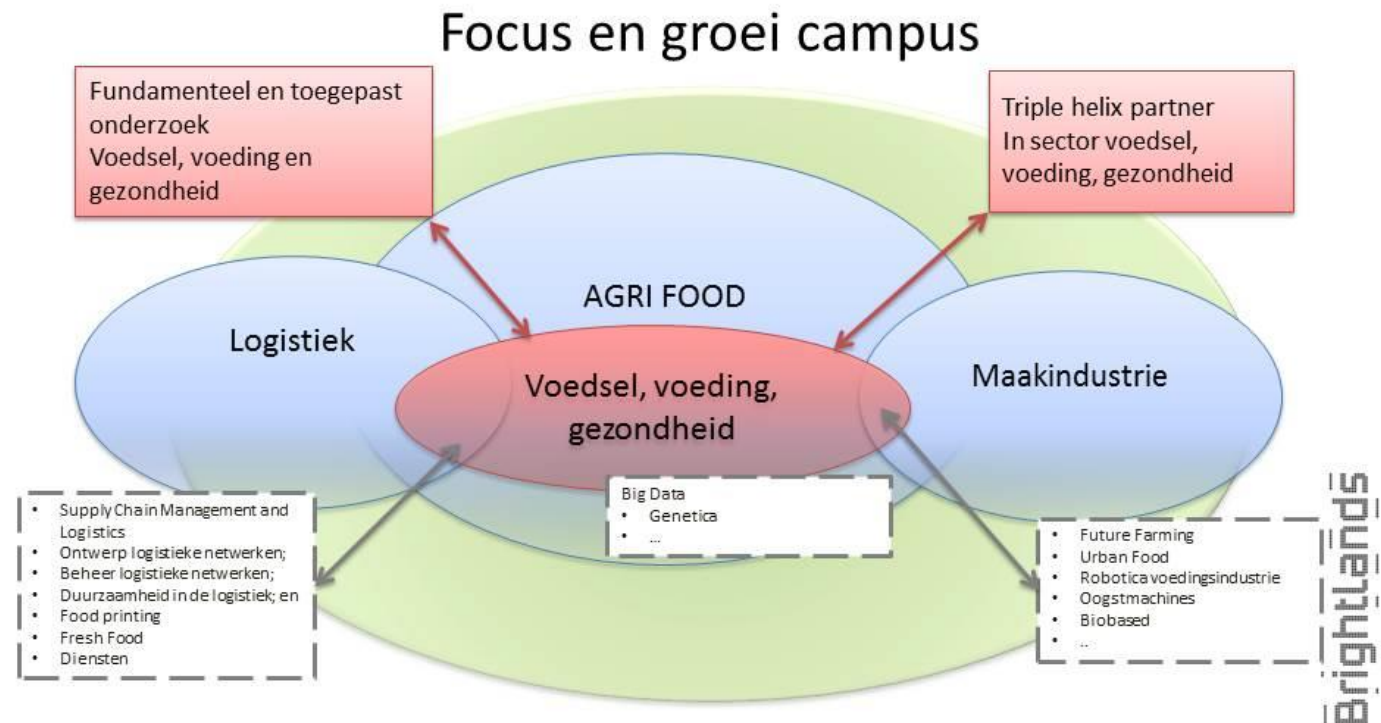 Focus en groei campus
Fundamenteel en toegepast
onderzoek
Voedsel, voeding en
gezondheid
Triple helix partner
In sector voedsel,
voeding, gezondheid
AGRI FOOD
Logistiek
Maakindustrie
Voedsel, voeding,
gezondheid
• Supply Chain Management and
Logistics
• Ontwerp logistieke netwerken;
• Beheer logistieke netwerken;
• Duurzaamheid in de logistiek; en
• Food printing
• Fresh Food
• Diensten
Big Data
• Genetica
• ...
• Future Farming
• Urban Food
• Robotica voedingsindustrie
• Oogstmachines
• Biobased
• ..
Brightlands